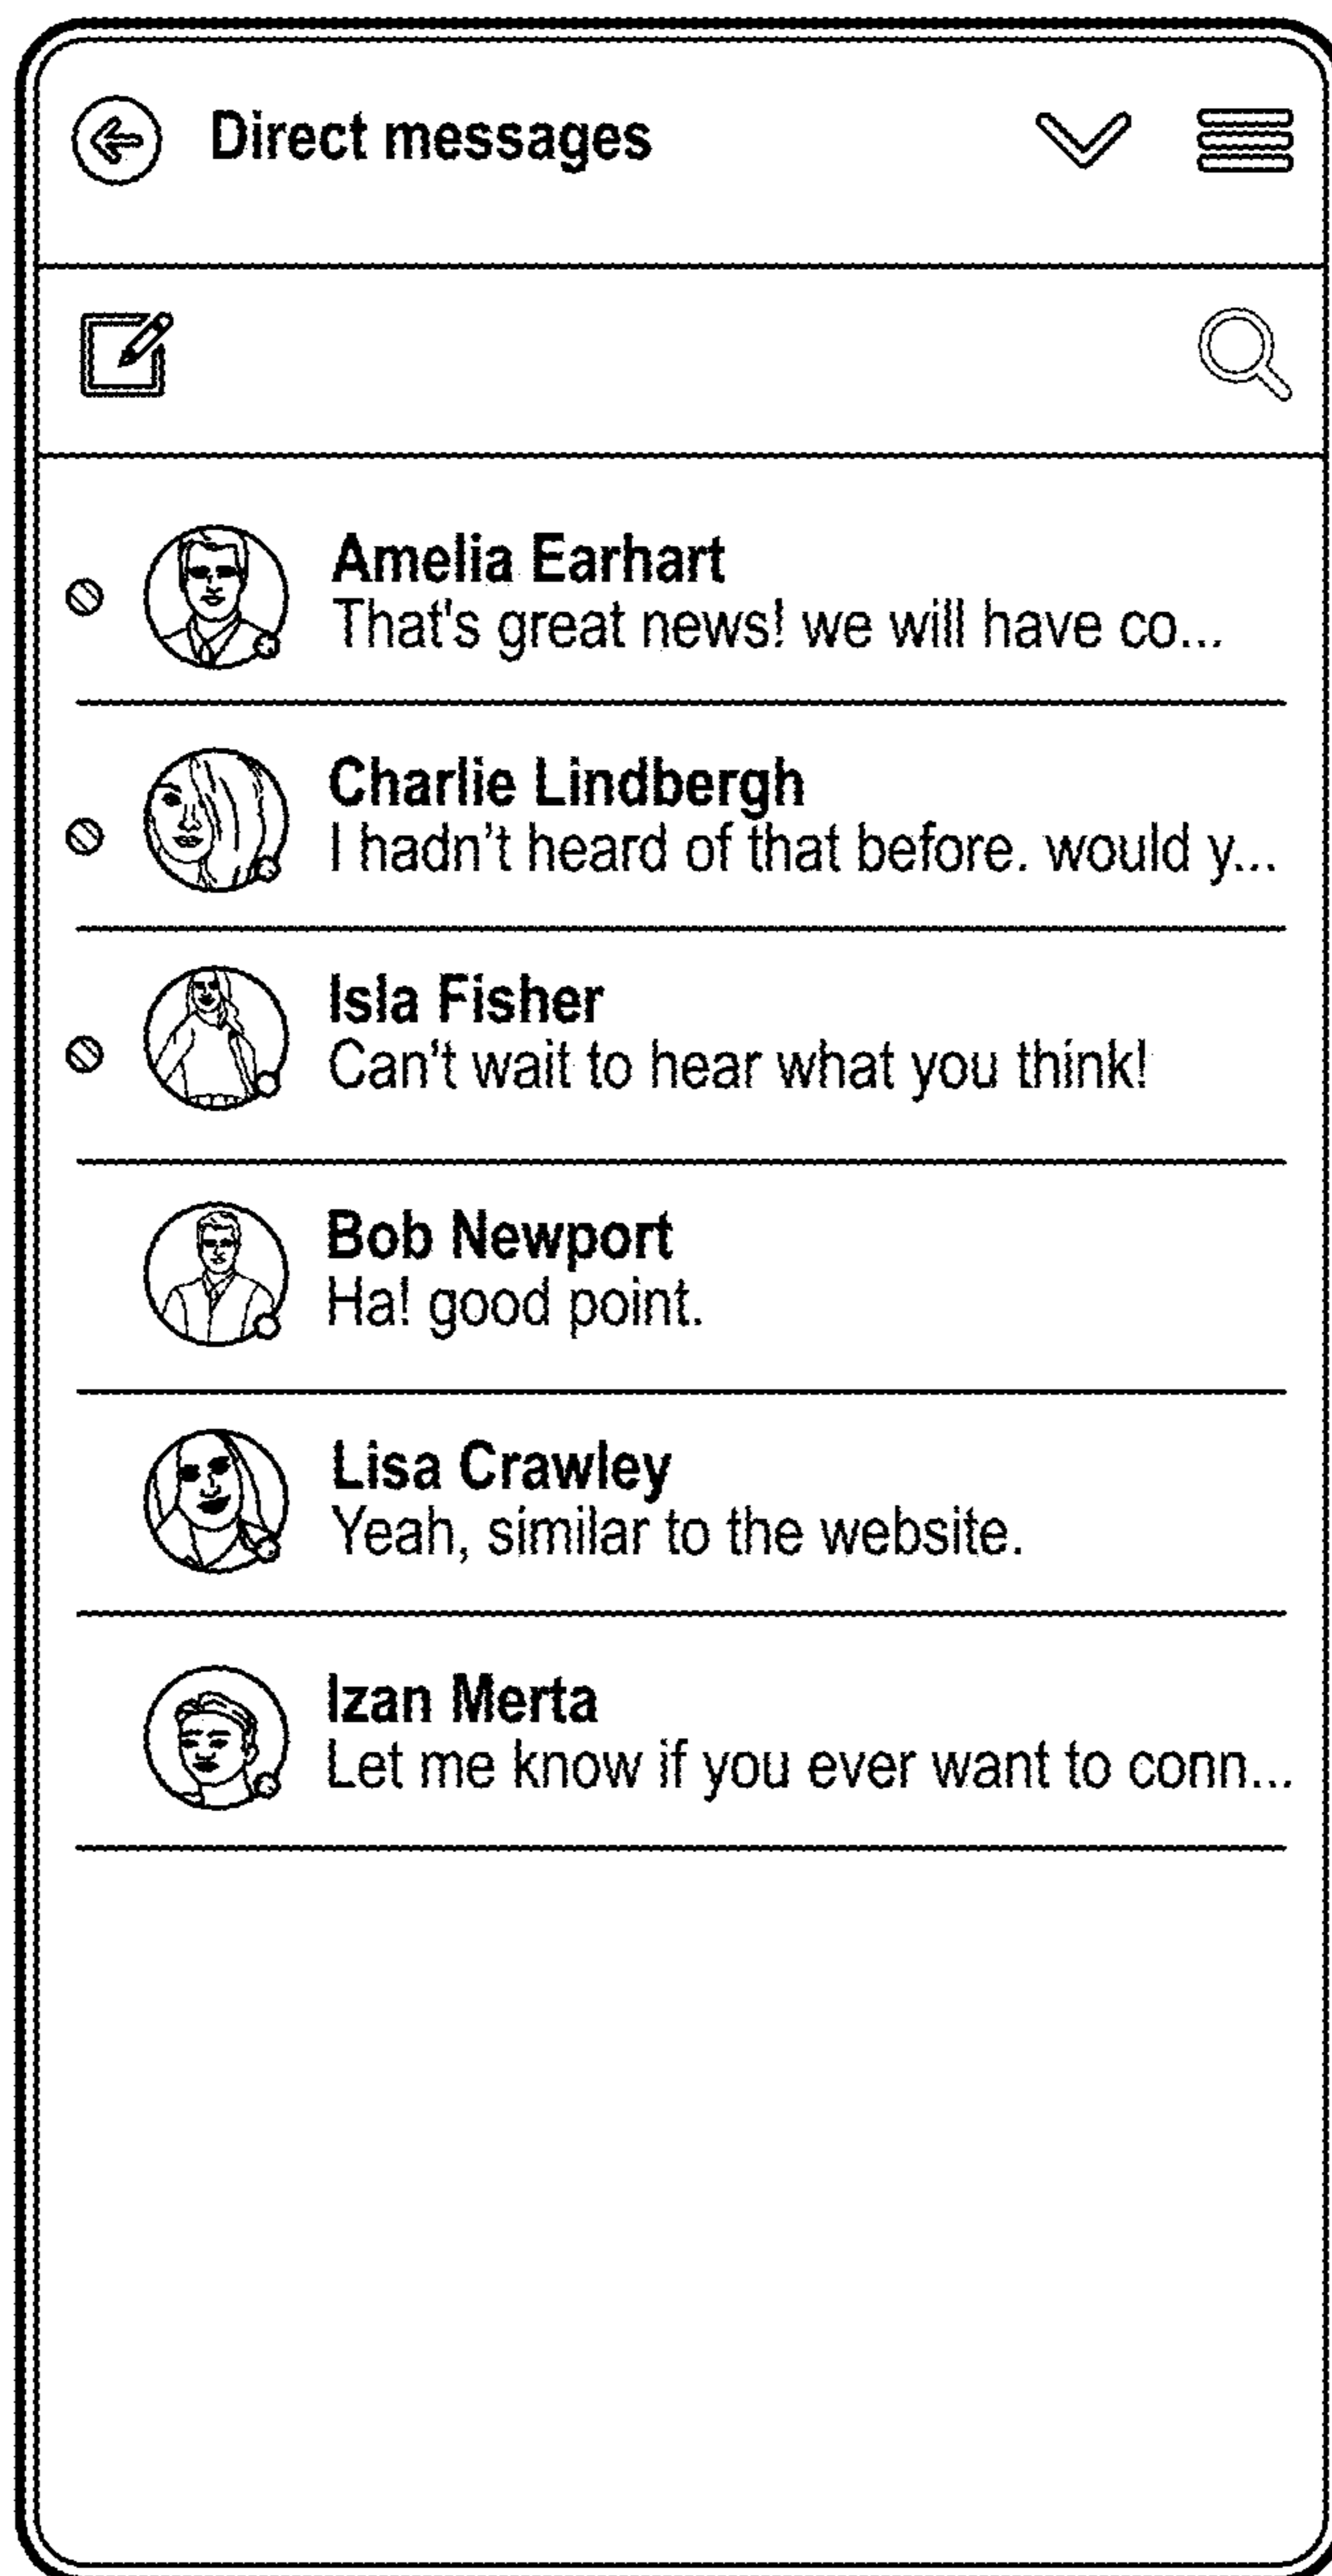 Direct messages
Amelia Earhart
That's great news! we will have co...
Charlie Lindbergh
I hadn't heard of that before. would y...
Isla Fisher
Can't wait to hear what you think!
Bob Newport
Ha! good point.
Lisa Crawley
Yeah, similar to the website.
Izan Merta
Let me know if you ever want to conn...